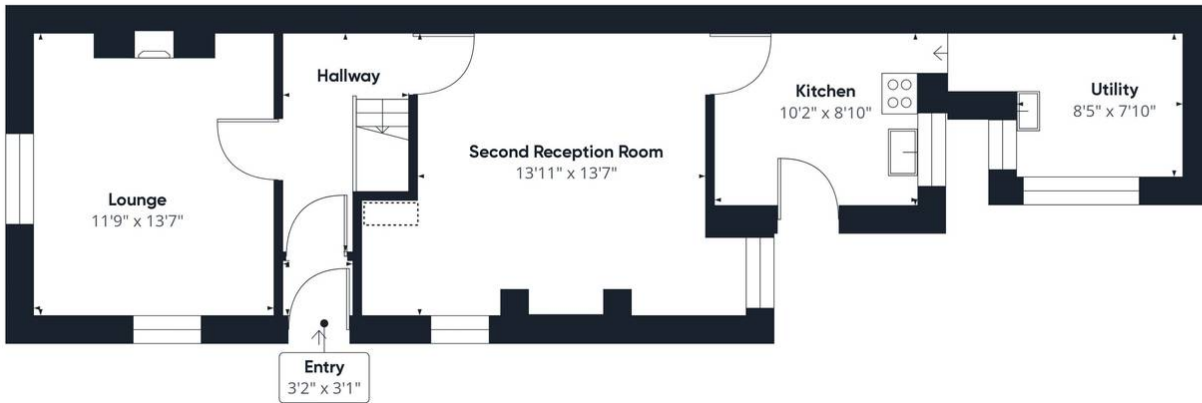 Hallway
Kitchen
10'2" x 8'10"
Utility
8'5" x 7'10"
Second Reception Room
13'11" x 13'7"
Lounge
11'9" x 13'7"
Entry
3'2" x 3'1"